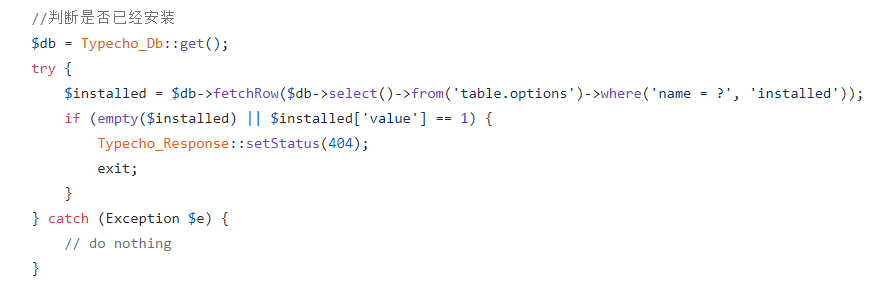 //判断是否已经安装
$db = Typecho_Db::get();
try {
    $installed = $db->fetchRow($db->select()->from('table.options')->where('name = ?', 'installed'));
    if (empty($installed) || $installed['value'] == 1) {
        Typecho_Response::setStatus(404);
        exit;
    }
} catch (Exception $e) {
    // do nothing
}